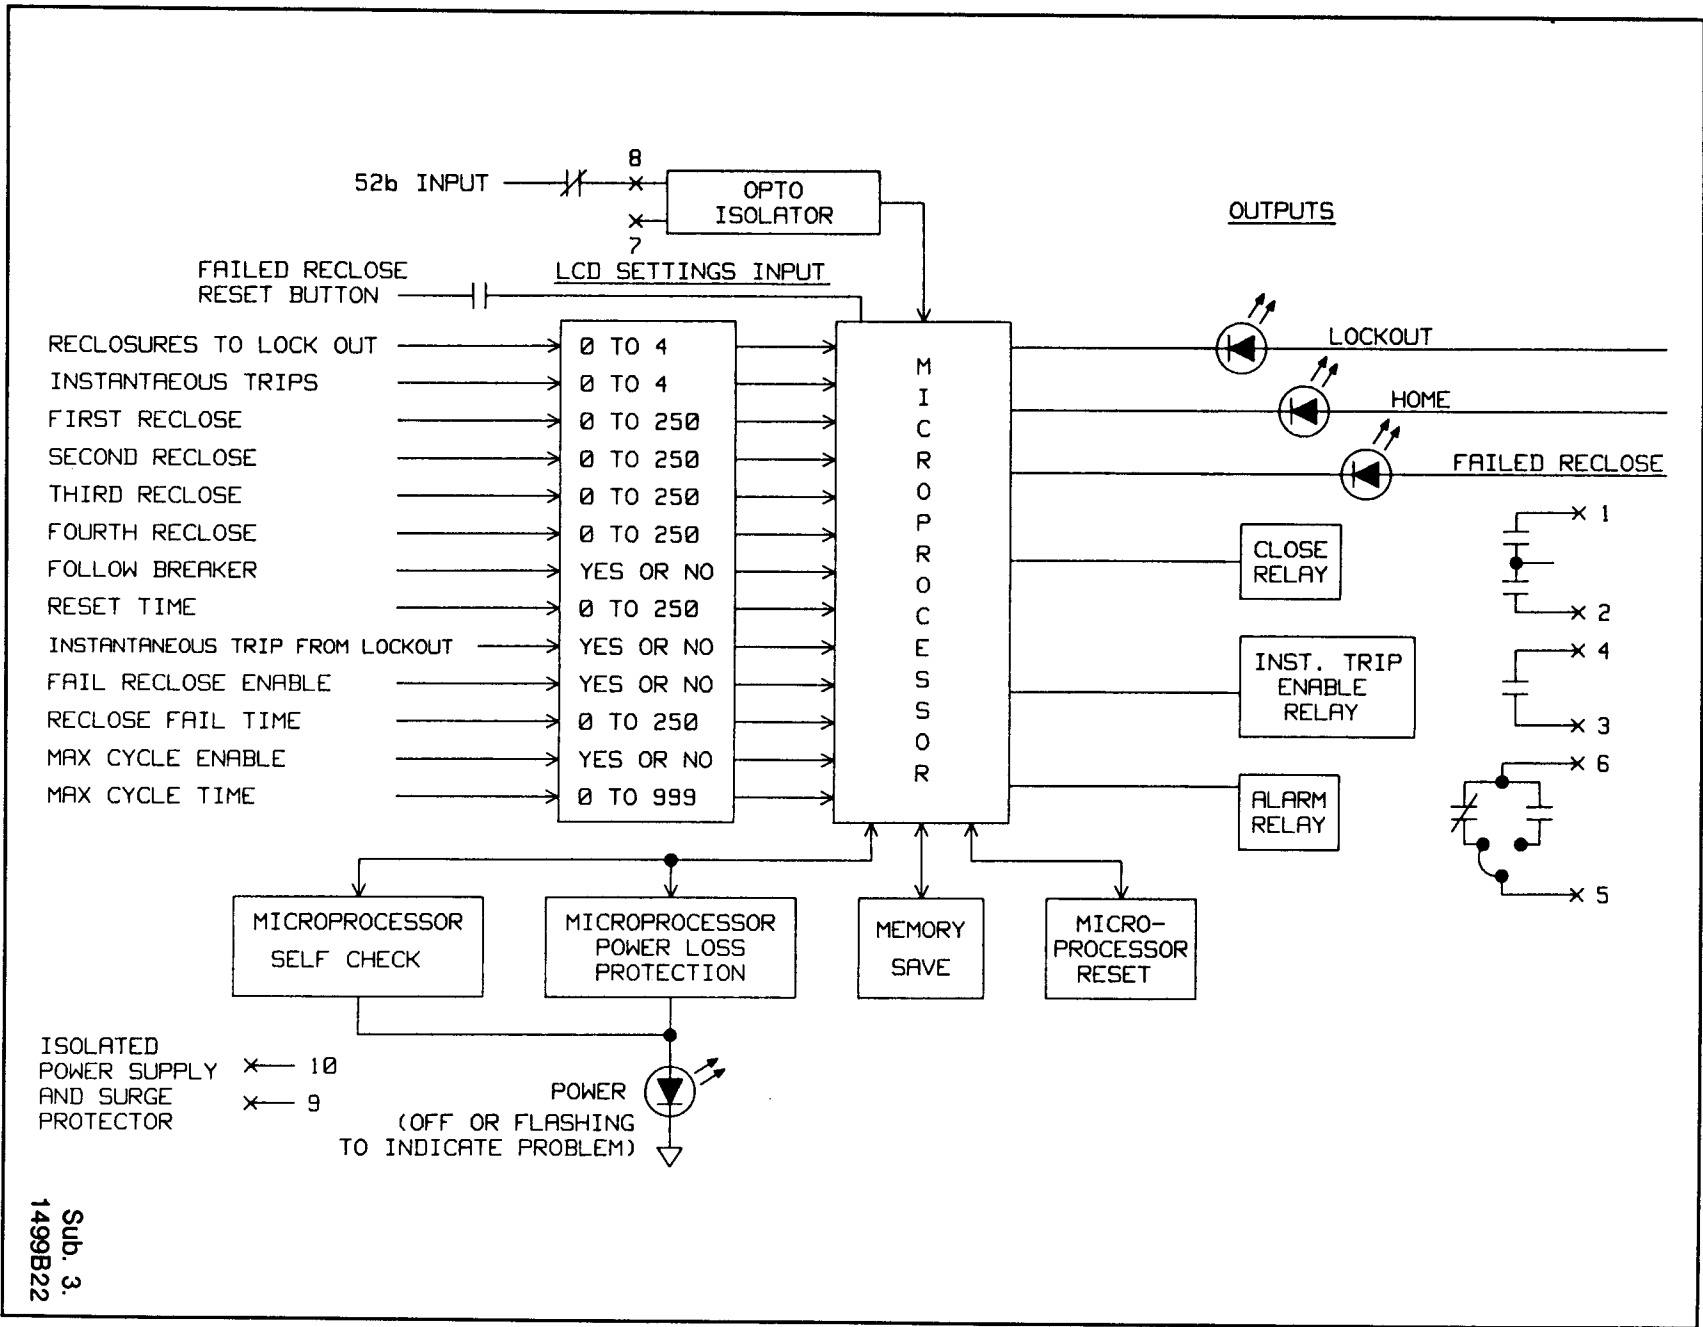 8
52b INPUT
OPTO
ISOLATOR
7
OUTPUTS
FAILED RECLOSE
RESET BUTTON
LCD SETTINGS INPUT
RECLOSURES TO LOCK OUT
0 TO 4
INSTANTAEOUS TRIPS
0 TO 4
FIRST RECLOSE
0 TO 250
SECOND RECLOSE
0 TO 250
THIRD RECLOSE
0 TO 250
FOURTH RECLOSE
0 TO 250
FOLLOW BREAKER
YES OR NO
RESET TIME
0 TO 250
INSTANTANEOUS TRIP FROM LOCKOUT
YES OR NO
FAIL RECLOSE ENABLE
YES OR NO
RECLOSE FAIL TIME
0 TO 250
MAX CYCLE ENABLE
YES OR NO
MAX CYCLE TIME
0 TO 999
MICROPROCESSOR
LOCKOUT
HOME
FAILED RECLOSE
CLOSE
RELAY
1
2
INST. TRIP
ENABLE
RELAY
4
3
ALARM
RELAY
6
5
MICROPROCESSOR
SELF CHECK
MICROPROCESSOR
POWER LOSS
PROTECTION
MEMORY
SAVE
MICRO-
PROCESSOR
RESET
ISOLATED
POWER SUPPLY
AND SURGE
PROTECTOR
10
9
POWER
(OFF OR FLASHING
TO INDICATE PROBLEM)
Sub. 3.
1499B22